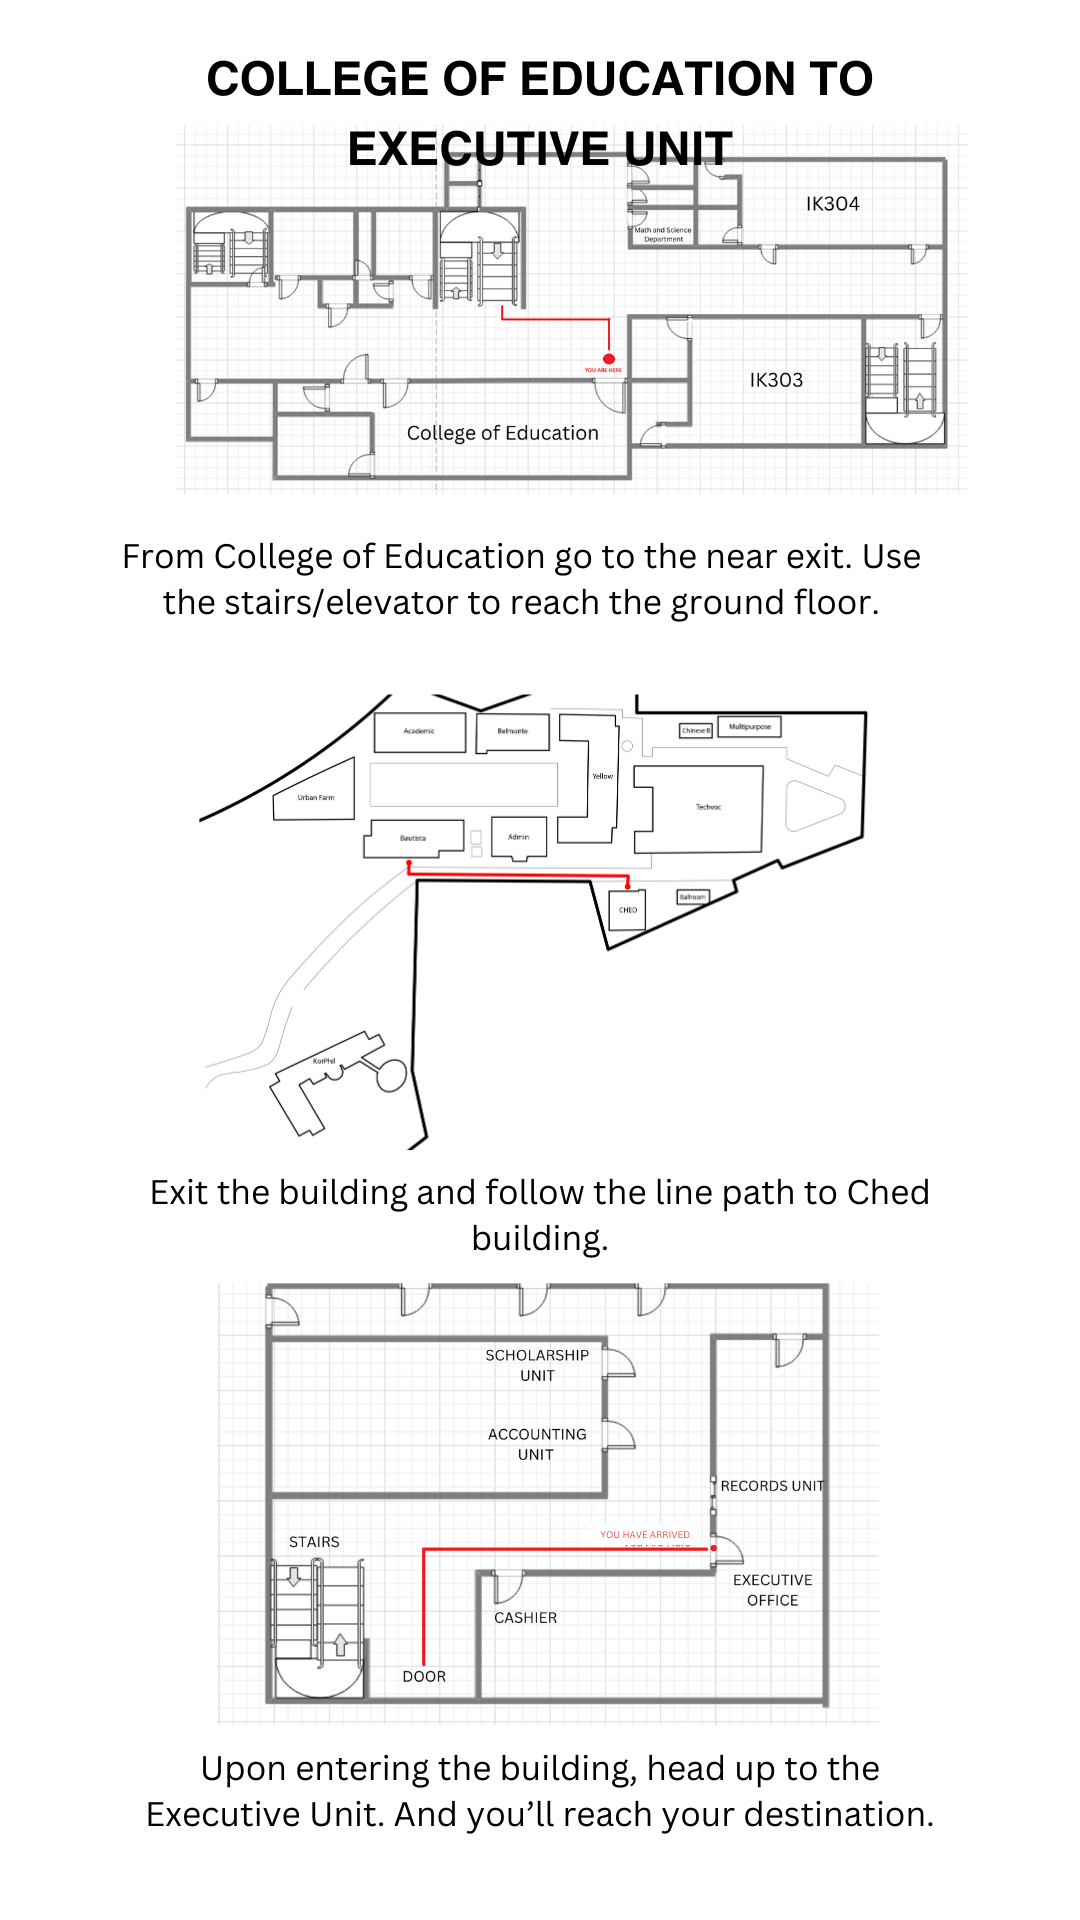 COLLEGE OF EDUCATION TO
EXECUTIVE UNIT
IK304
Math and Science
Department
YOU ARE HERE
IK303
College of Education
From College of Education go to the near exit. Use
the stairs/elevator to reach the ground floor.
Academic
Belmonte
Chinese B
Multipurpose
Yellow
Urban Farm
Techvoc
Bautista
Admin
CHED
Ballroom
KorPhil
Exit the building and follow the line path to Ched
building.
SCHOLARSHIP
UNIT
ACCOUNTING
UNIT
RECORDS UNIT
STAIRS
YOU HAVE ARRIVED
EXECUTIVE
OFFICE
CASHIER
DOOR
Upon entering the building, head up to the
Executive Unit. And you’ll reach your destination.